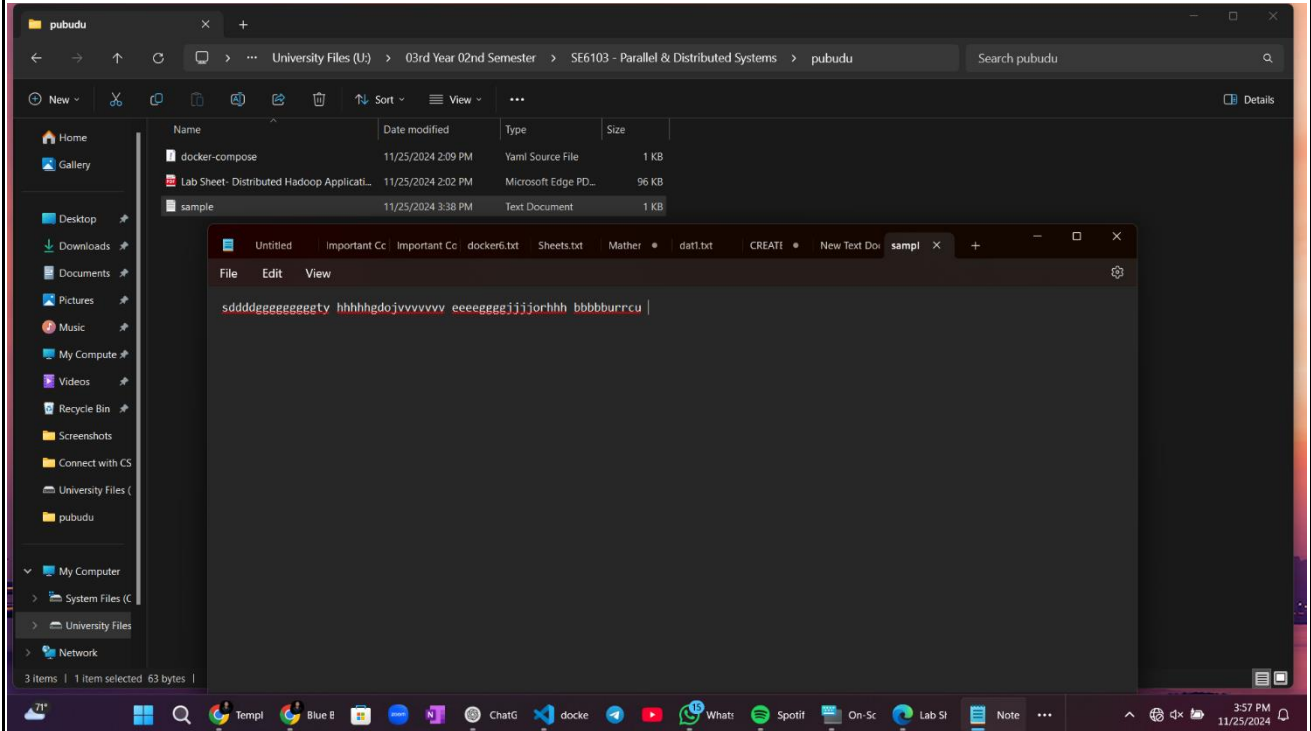 pubudu
University Files (U:) > 03rd Year 02nd Semester > SE6103 - Parallel & Distributed Systems > pubudu
Search pubudu
New
Sort
View
Details
Name Date modified Type Size
docker-compose 11/25/2024 2:09 PM Yaml Source File 1 KB
Lab Sheet- Distributed Hadoop Applicati... 11/25/2024 2:02 PM Microsoft Edge PD... 96 KB
sample 11/25/2024 3:38 PM Text Document 1 KB
Home
Gallery
Desktop
Downloads
Documents
Pictures
Music
My Compute
Videos
Recycle Bin
Screenshots
Connect with CS
University Files (
pubudu
My Computer
System Files (C
University Files
Network
Untitled Important Cc Important Cc docker6.txt Sheets.txt Mather dat1.txt CREATE New Text Do sampl
File Edit View
sddddgggggggggty hhhhhgdojvvvvvvv eeeeggggjjjjorhhh bbbbburrcu
3 items | 1 item selected 63 bytes |
71°
Templ Blue B zoom ChatG docke 15 Whats Spotif On-Sc Lab Sh Note
3:57 PM
11/25/2024